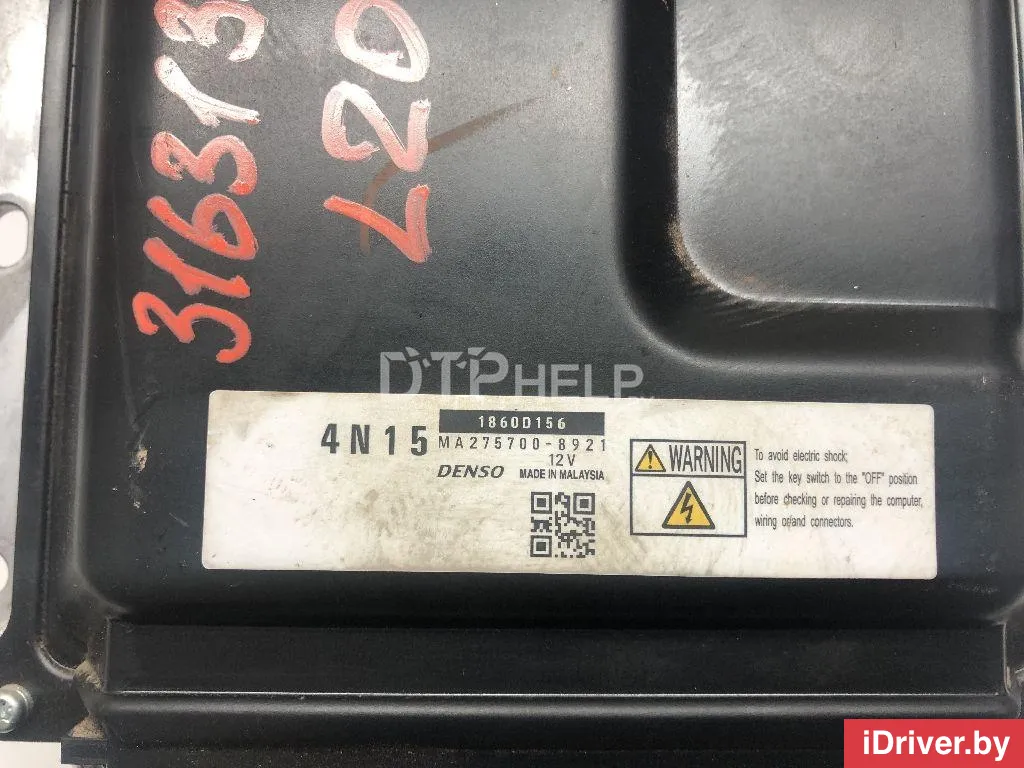 316313
L20
DTPHELP
4N15
1860D156
MA275700-8921
12V
DENSO MADE IN MALAYSIA
WARNING
To avoid electric shock;
Set the key switch to the "OFF" position
before checking or repairing the computer,
wiring or/and connectors.
iDriver.by